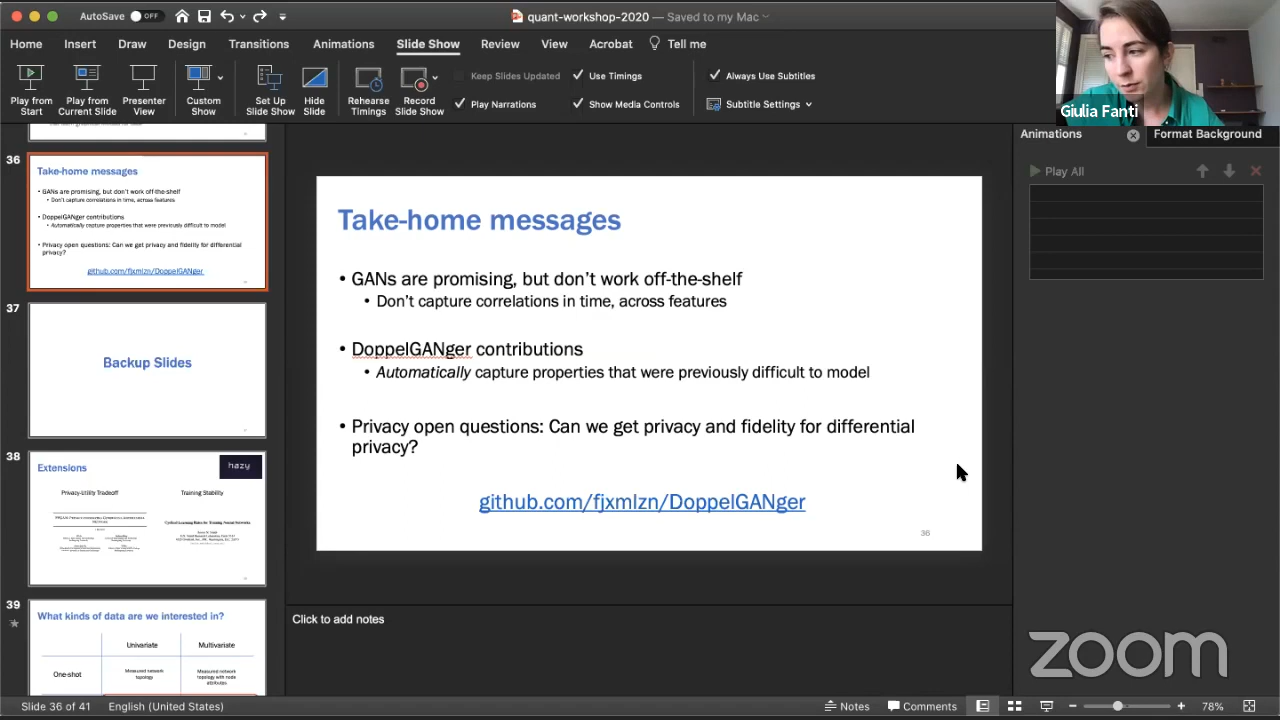 AutoSave OFF
quant-workshop-2020 — Saved to my Mac
Home Insert Draw Design Transitions Animations Slide Show Review View Acrobat Tell me
Play from Start
Play from Current Slide
Presenter View
Custom Show
Set Up Slide Show
Hide Slide
Rehearse Timings
Record Slide Show
Keep Slides Updated
Use Timings
Play Narrations
Show Media Controls
Always Use Subtitles
Subtitle Settings
Giulia Fanti
Animations
Format Background
Play All
36
Take-home messages
• GANs are promising, but don't work off-the-shelf
• Don't capture correlations in time, across features
• DoppelGANger contributions
• Automatically capture properties that were previously difficult to model
• Privacy open questions: Can we get privacy and fidelity for differential
privacy?
github.com/fjxmlzn/DoppelGANger
37
Backup Slides
38
Extensions
hazy
Privacy-Utility Tradeoff
Training Stability
Cyclical Learning Rates for Training Neural Networks
39
What kinds of data are we interested in?
Univariate
Multivariate
One-shot
Measured network
topology
Measured network
topology with node
attributes
Take-home messages
• GANs are promising, but don't work off-the-shelf
• Don't capture correlations in time, across features
• DoppelGANger contributions
• Automatically capture properties that were previously difficult to model
• Privacy open questions: Can we get privacy and fidelity for differential
privacy?
github.com/fjxmlzn/DoppelGANger
36
Click to add notes
zoom
Slide 36 of 41 English (United States)
Notes Comments
78%